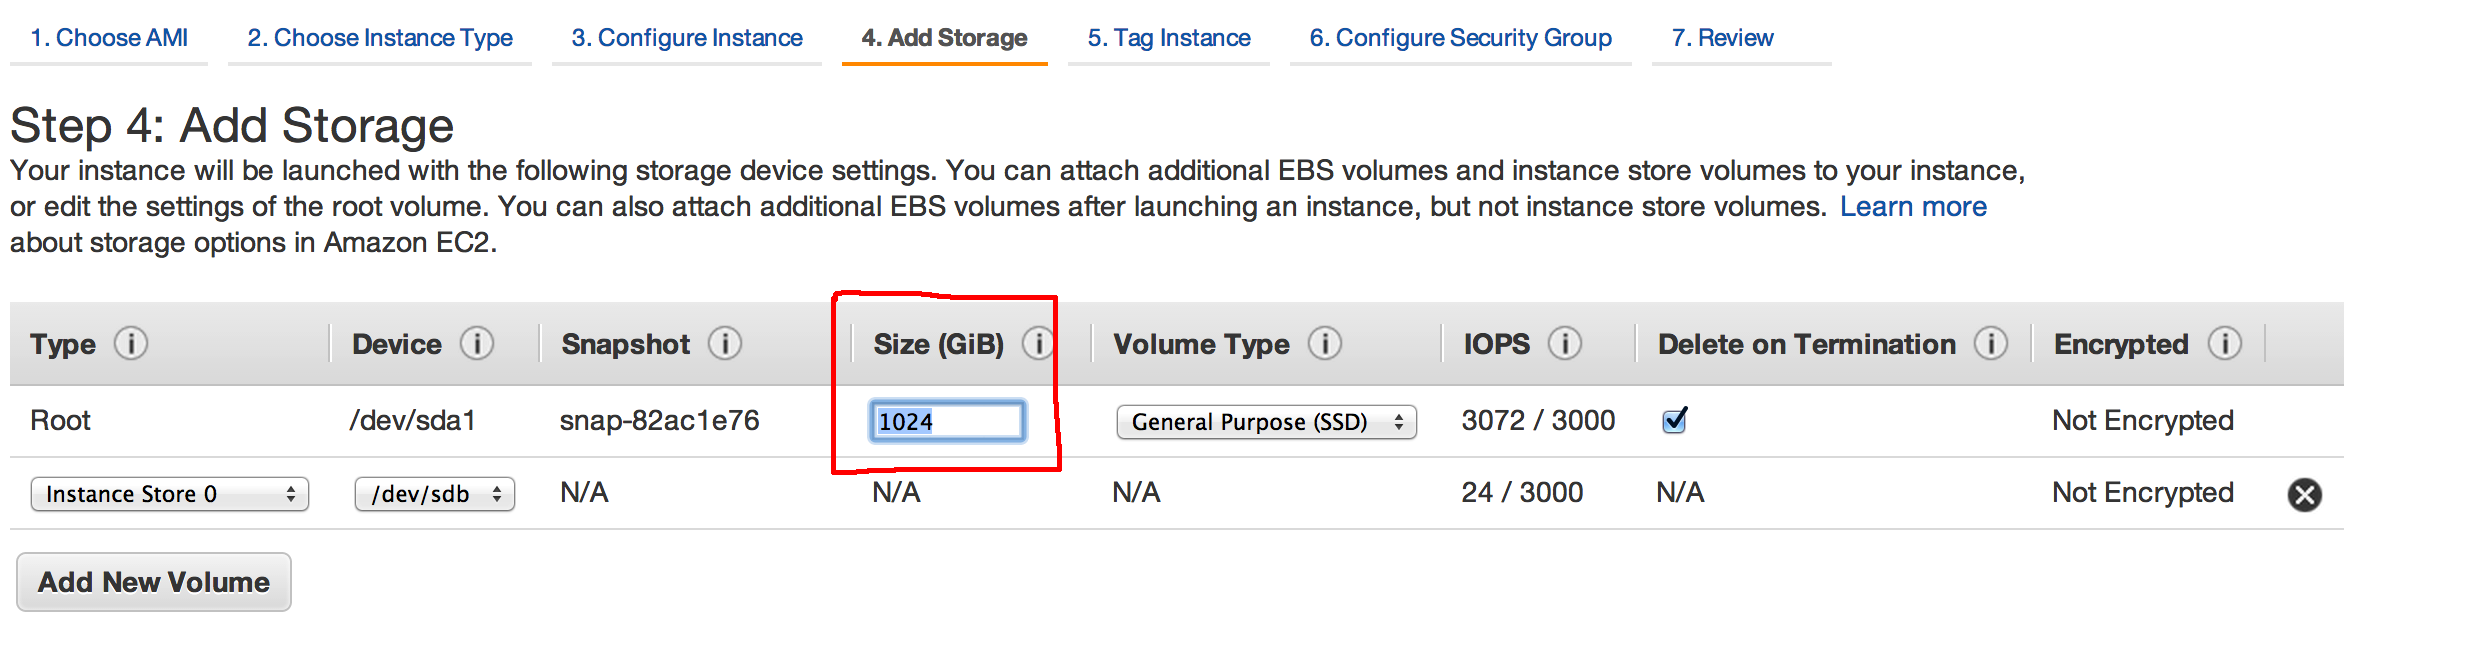 1. Choose AMI 2. Choose Instance Type 3. Configure Instance 4. Add Storage 5. Tag Instance 6. Configure Security Group 7. Review
Step 4: Add Storage
Your instance will be launched with the following storage device settings. You can attach additional EBS volumes and instance store volumes to your instance,
or edit the settings of the root volume. You can also attach additional EBS volumes after launching an instance, but not instance store volumes. Learn more
about storage options in Amazon EC2.
Type i Device i Snapshot i Size (GiB) i Volume Type i IOPS i Delete on Termination i Encrypted i
Root /dev/sda1 snap-82ac1e76 1024 General Purpose (SSD) 3072 / 3000 Not Encrypted
Instance Store 0 /dev/sdb N/A N/A N/A 24 / 3000 N/A Not Encrypted
Add New Volume